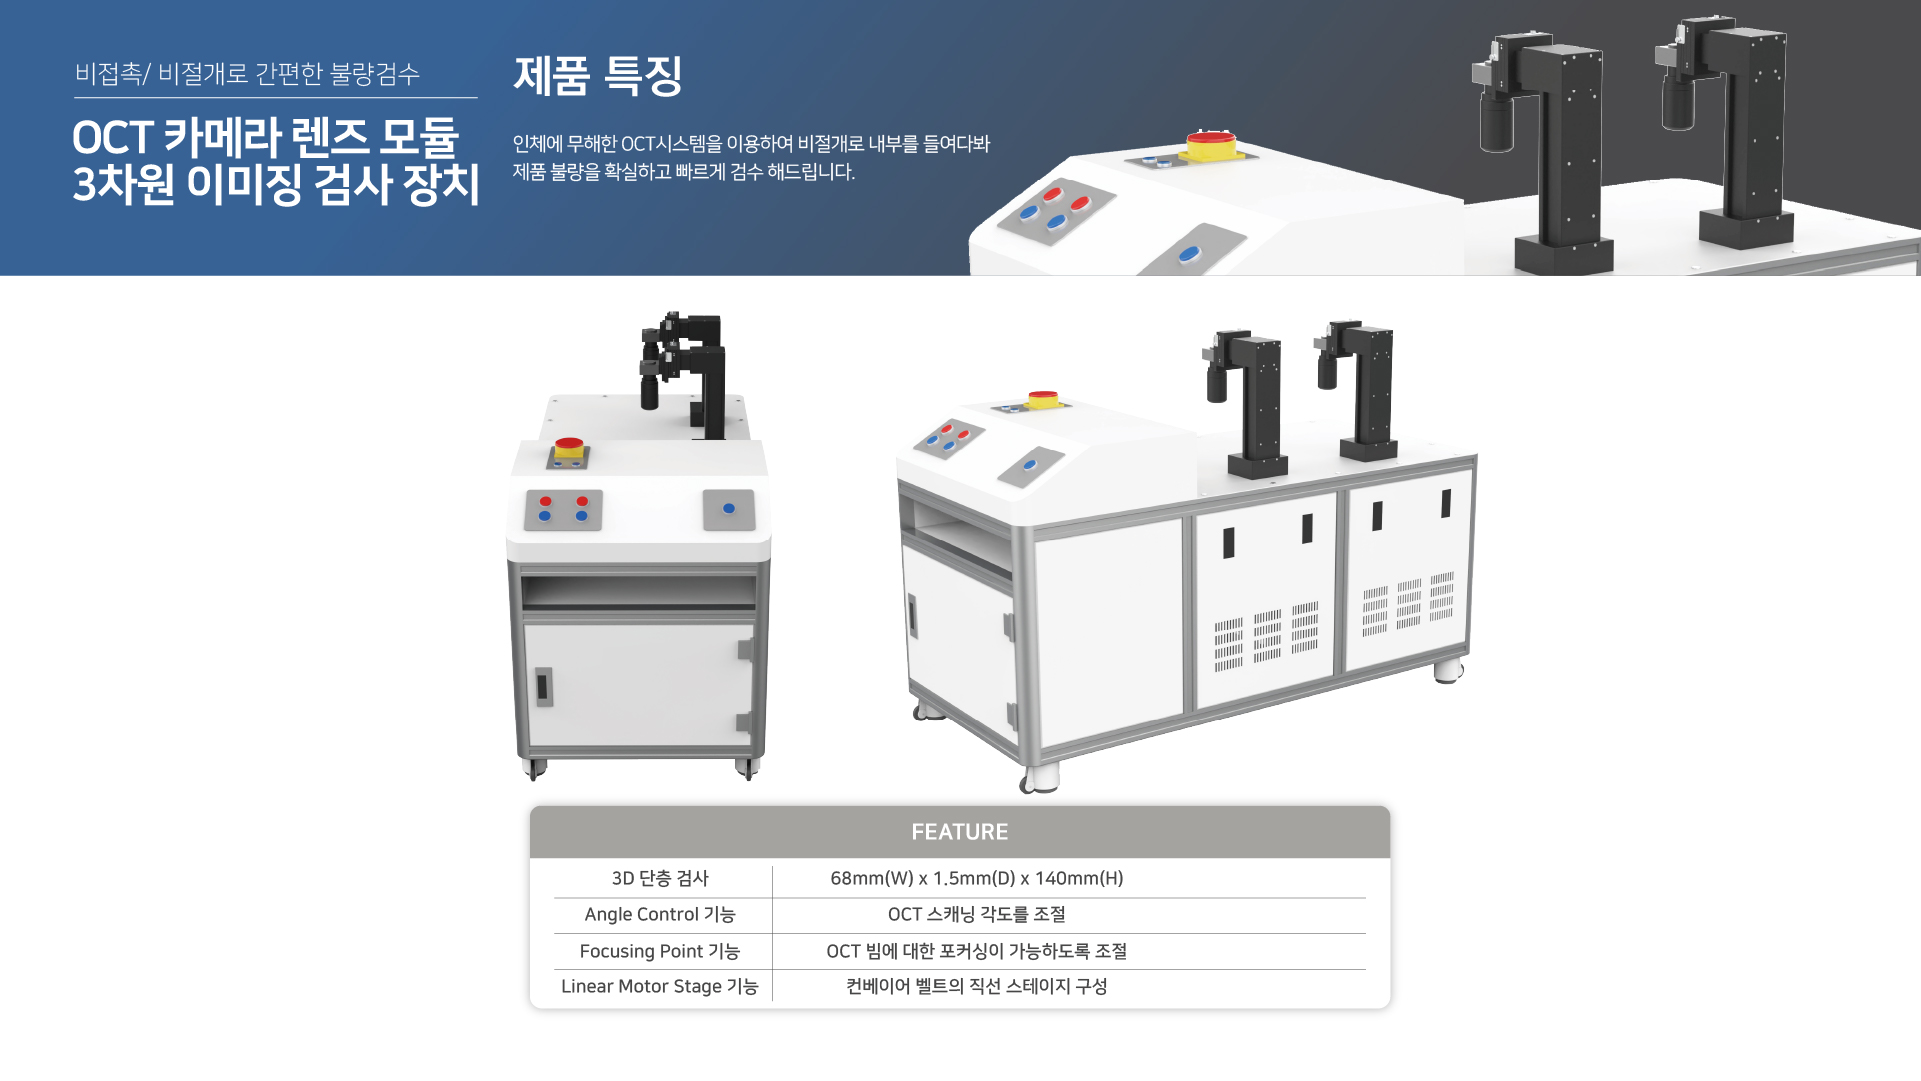 비접촉/ 비절개로 간편한 불량검수
OCT 카메라 렌즈 모듈
3차원 이미징 검사 장치
제품 특징
인체에 무해한 OCT시스템을 이용하여 비절개로 내부를 들여다봐
제품 불량을 확실하고 빠르게 검수 해드립니다.
FEATURE
3D 단층 검사 68mm(W) x 1.5mm(D) x 140mm(H)
Angle Control 기능 OCT 스캐닝 각도를 조절
Focusing Point 기능 OCT 빔에 대한 포커싱이 가능하도록 조절
Linear Motor Stage 기능 컨베이어 벨트의 직선 스테이지 구성